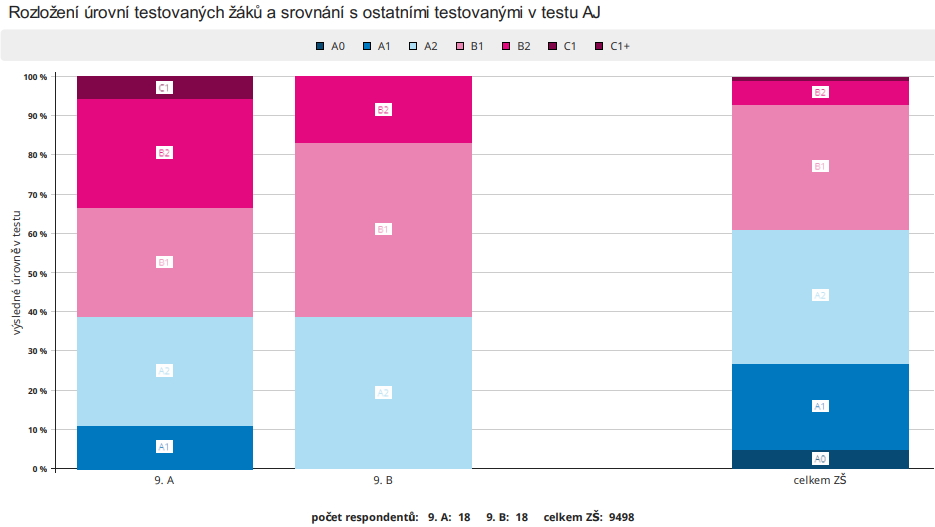 Rozložení úrovní testovaných žáků a srovnání s ostatními testovanými v testu AJ
A0 A1 A2 B1 B2 C1 C1+
výsledné úrovně v testu
100 %
90 %
80 %
70 %
60 %
50 %
40 %
30 %
20 %
10 %
0 %
C1
B2
B1
A2
A1
B2
B1
A2
B2
B1
A2
A1
A0
9. A 9. B celkem ZŠ
počet respondentů: 9. A: 18 9. B: 18 celkem ZŠ: 9498